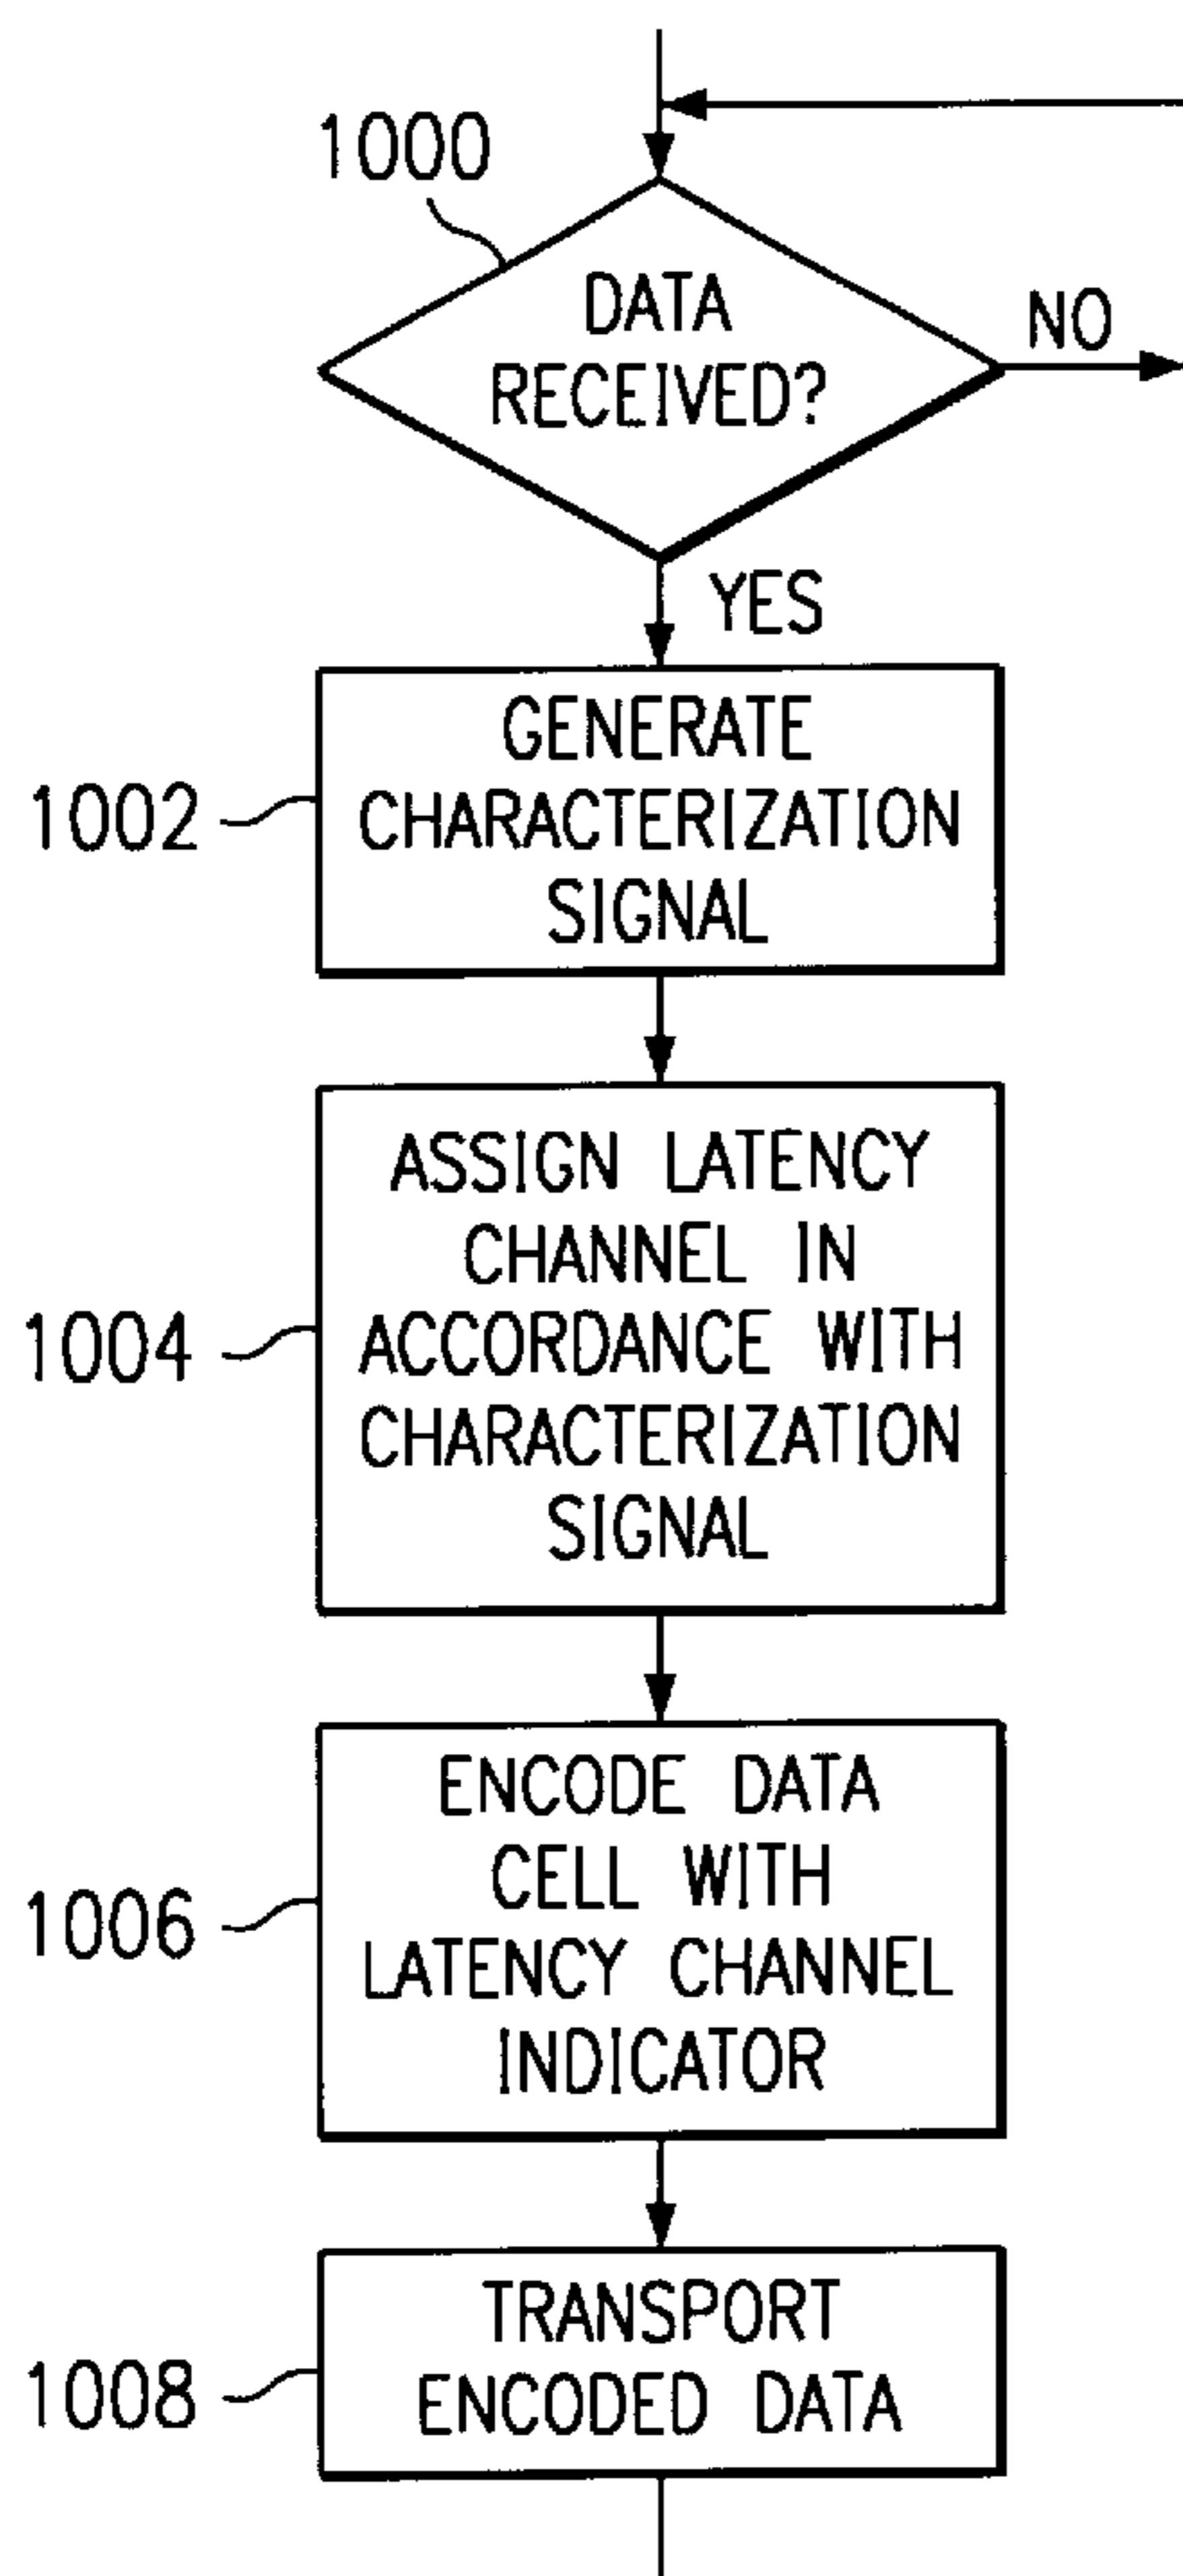 1000
DATA
RECEIVED?
NO
YES
GENERATE
CHARACTERIZATION
SIGNAL
1002
ASSIGN LATENCY
CHANNEL IN
ACCORDANCE WITH
CHARACTERIZATION
SIGNAL
1004
ENCODE DATA
CELL WITH
LATENCY CHANNEL
INDICATOR
1006
TRANSPORT
ENCODED DATA
1008